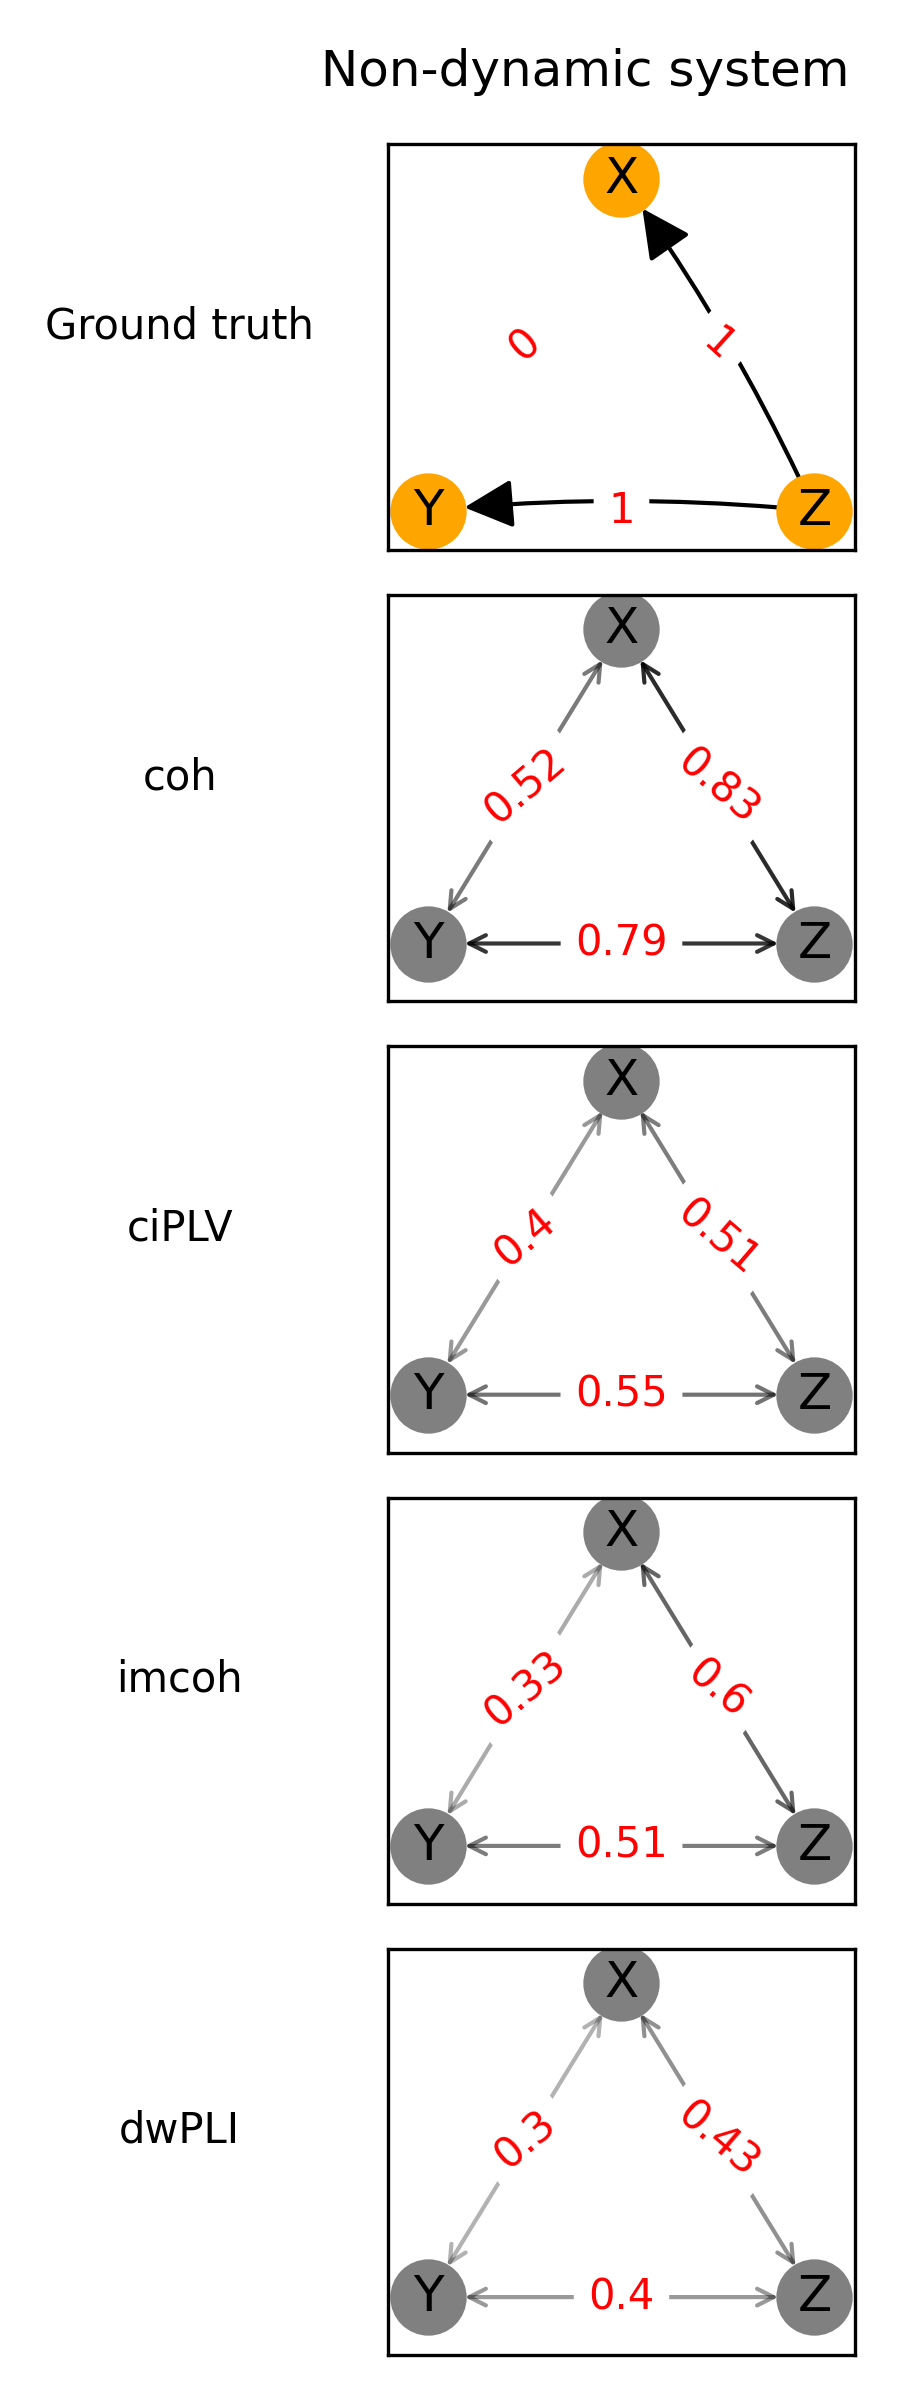 Non-dynamic system
Ground truth
X
0
1
Y
1
Z
coh
X
0.52
0.83
Y
0.79
Z
ciPLV
X
0.4
0.51
Y
0.55
Z
imcoh
X
0.33
0.6
Y
0.51
Z
dwPLI
X
0.3
0.43
Y
0.4
Z